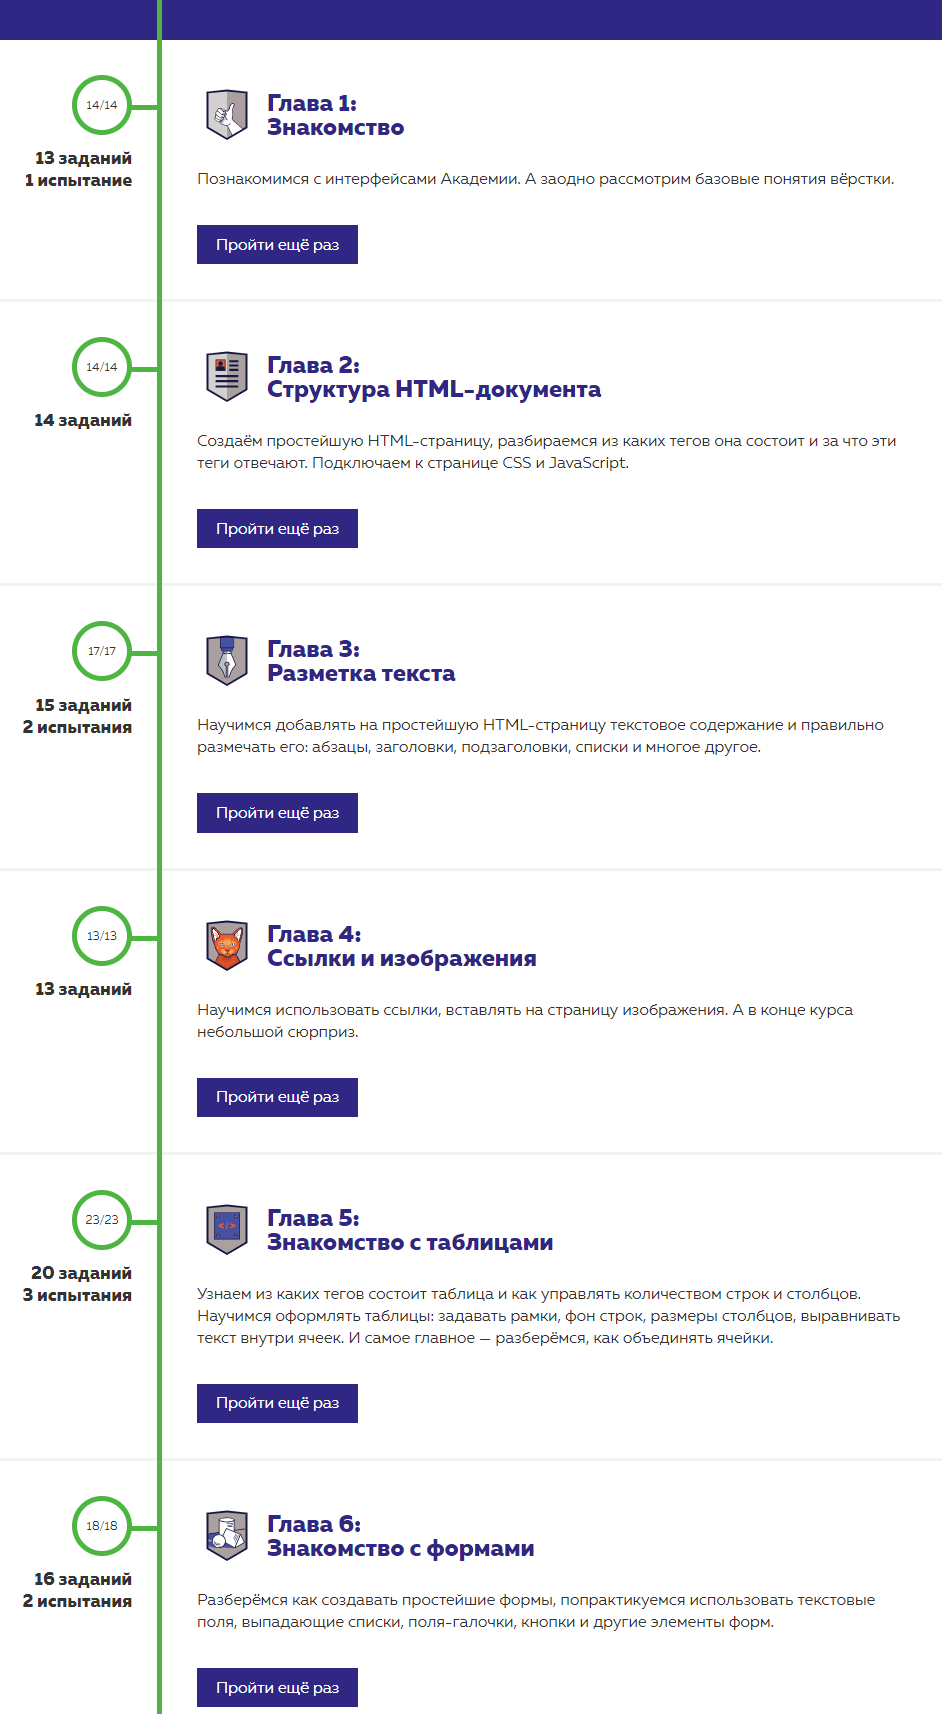 14/14
13 заданий
1 испытание
Глава 1:
Знакомство
Познакомимся с интерфейсами Академии. А заодно рассмотрим базовые понятия вёрстки.
Пройти ещё раз
14/14
14 заданий
Глава 2:
Структура HTML-документа
Создаём простейшую HTML-страницу, разбираемся из каких тегов она состоит и за что эти
теги отвечают. Подключаем к странице CSS и JavaScript.
Пройти ещё раз
17/17
15 заданий
2 испытания
Глава 3:
Разметка текста
Научимся добавлять на простейшую HTML-страницу текстовое содержание и правильно
размечать его: абзацы, заголовки, подзаголовки, списки и многое другое.
Пройти ещё раз
13/13
13 заданий
Глава 4:
Ссылки и изображения
Научимся использовать ссылки, вставлять на страницу изображения. А в конце курса
небольшой сюрприз.
Пройти ещё раз
23/23
20 заданий
3 испытания
</>
Глава 5:
Знакомство с таблицами
Узнаем из каких тегов состоит таблица и как управлять количеством строк и столбцов.
Научимся оформлять таблицы: задавать рамки, фон строк, размеры столбцов, выравнивать
текст внутри ячеек. И самое главное — разберёмся, как объединять ячейки.
Пройти ещё раз
18/18
16 заданий
2 испытания
Глава 6:
Знакомство с формами
Разберёмся как создавать простейшие формы, попрактикуемся использовать текстовые
поля, выпадающие списки, поля-галочки, кнопки и другие элементы форм.
Пройти ещё раз